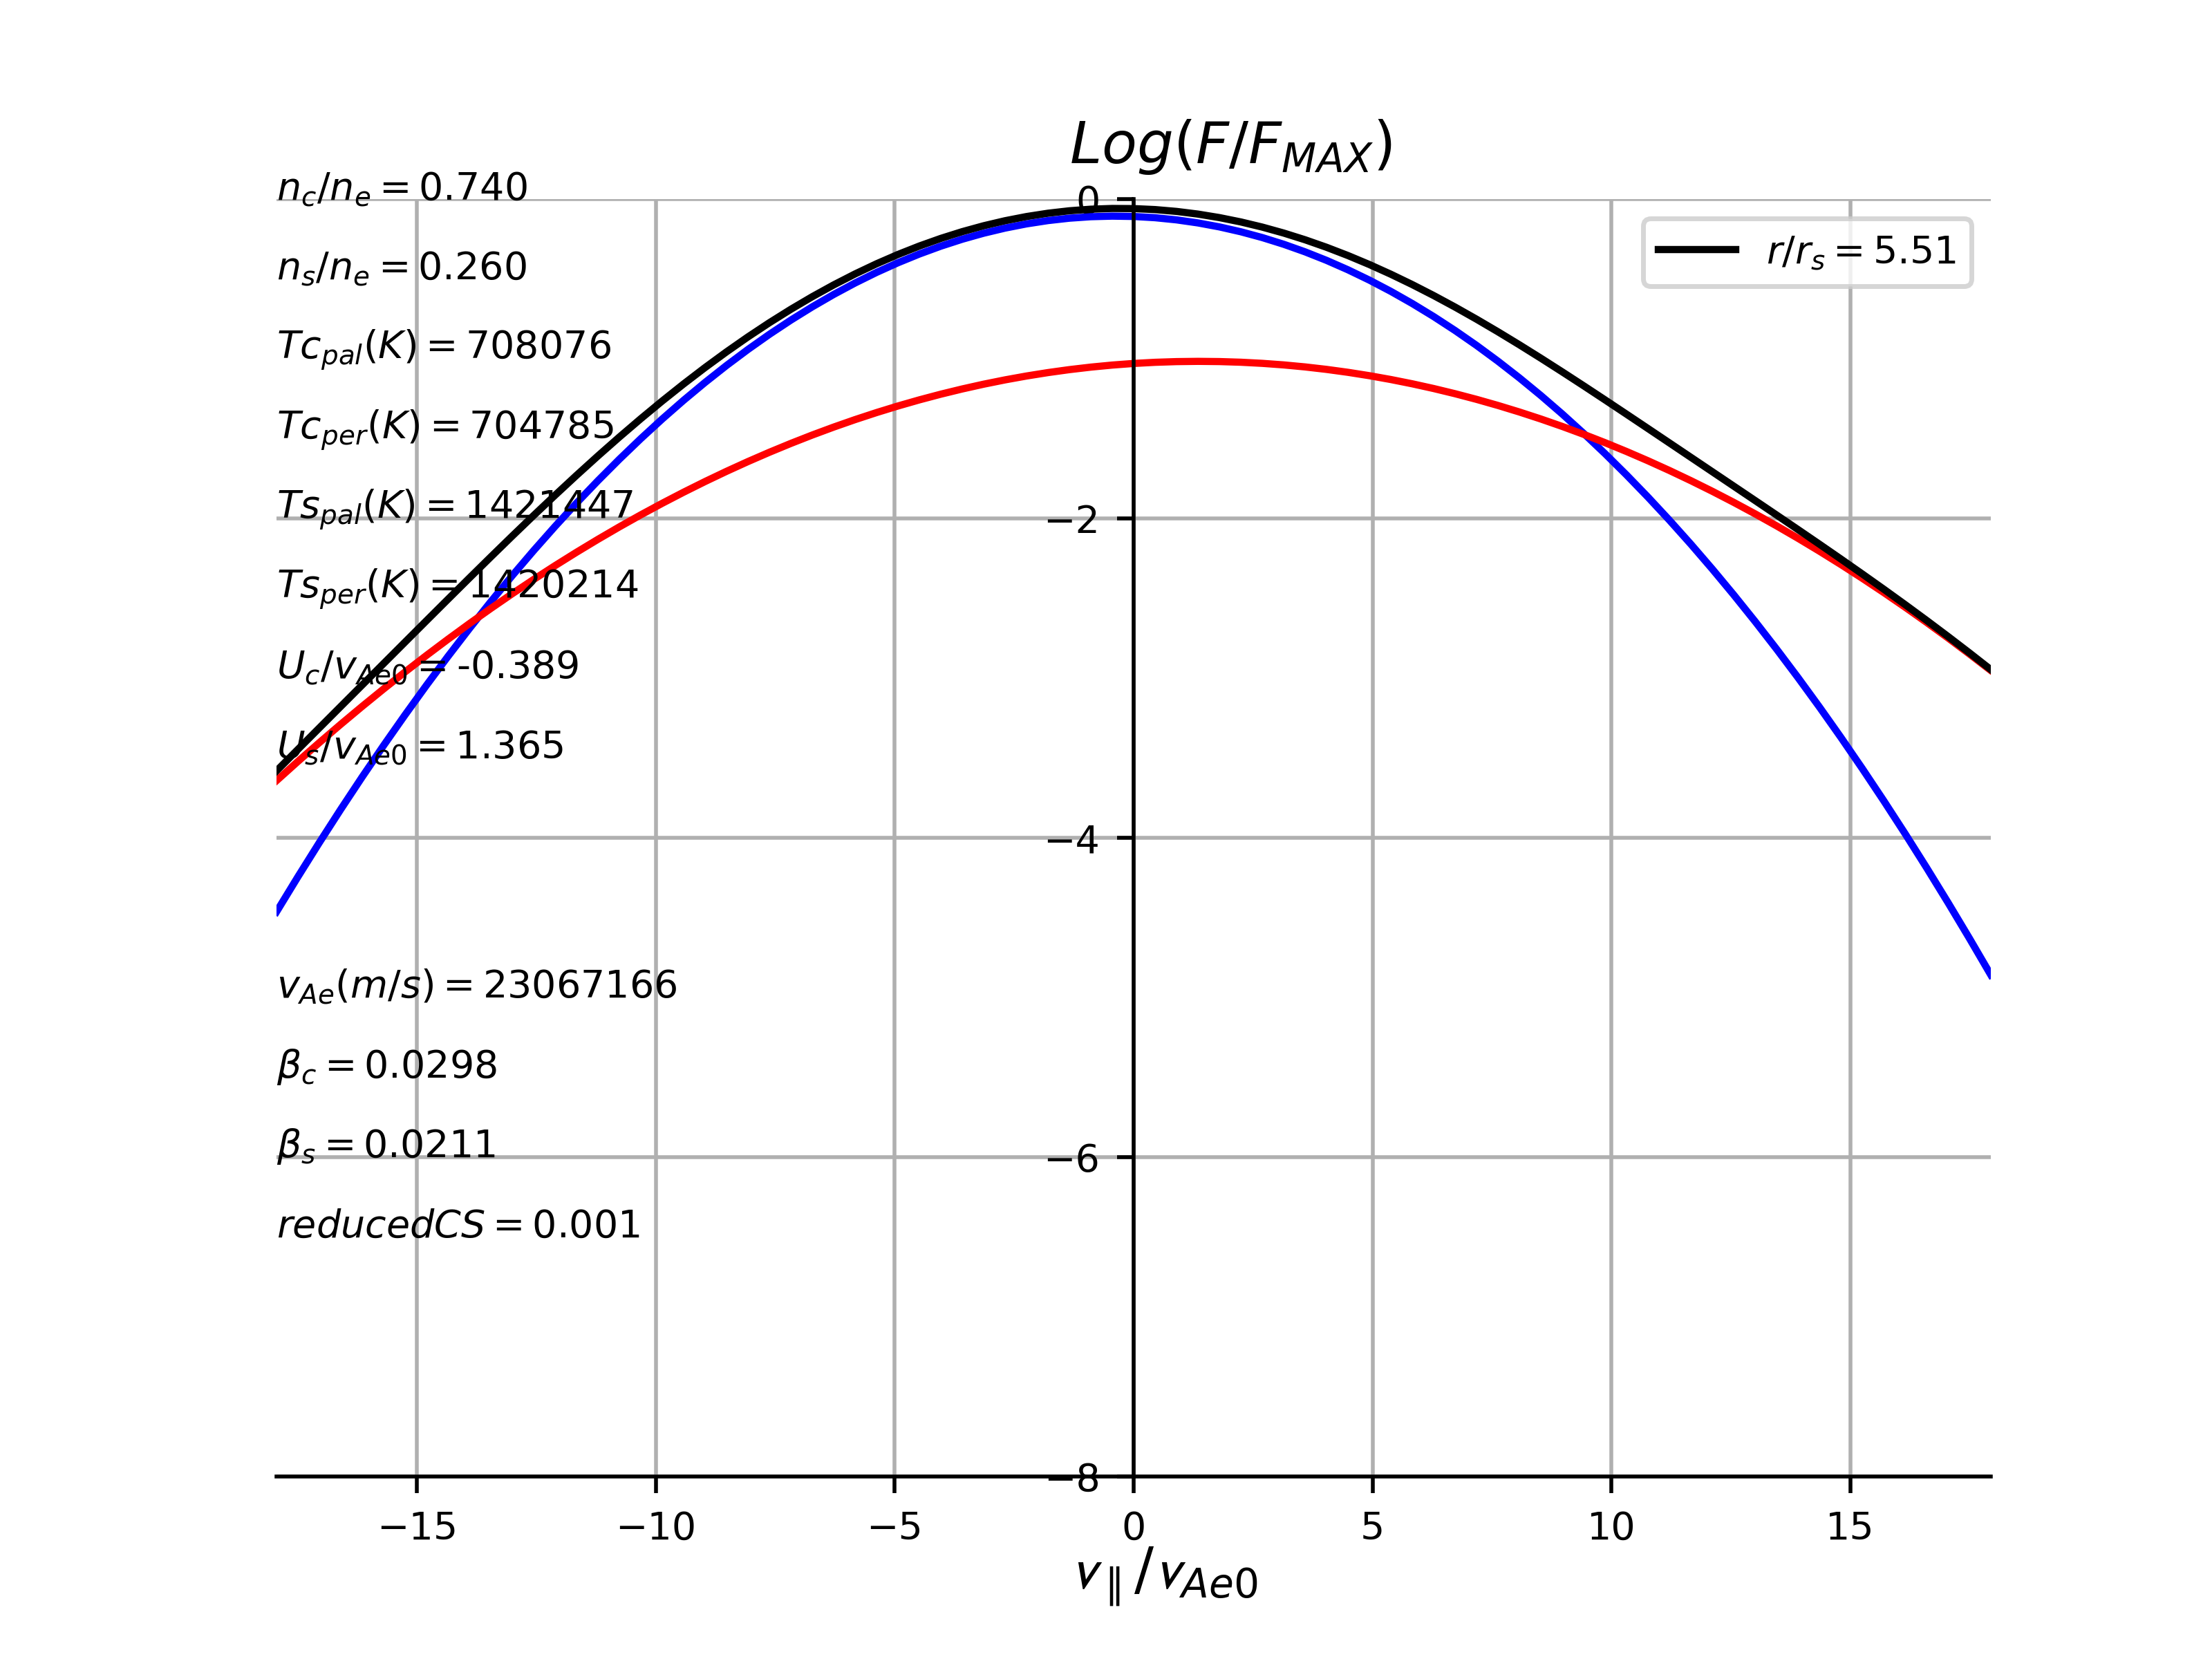 Log(F/F_MAX)
n_c/n_e = 0.740
n_s/n_e = 0.260
Tc_pal(K) = 708076
Tc_per(K) = 704785
Ts_pal(K) = 1421447
Ts_per(K) = 1420214
U_c/v_Ae0 = -0.389
U_s/v_Ae0 = 1.365
v_Ae(m/s) = 23067166
β_c = 0.0298
β_s = 0.0211
reducedCS = 0.001
r/r_s = 5.51
0
−2
−4
−6
−8
−15 −10 −5 0 5 10 15
v_∥/v_Ae0